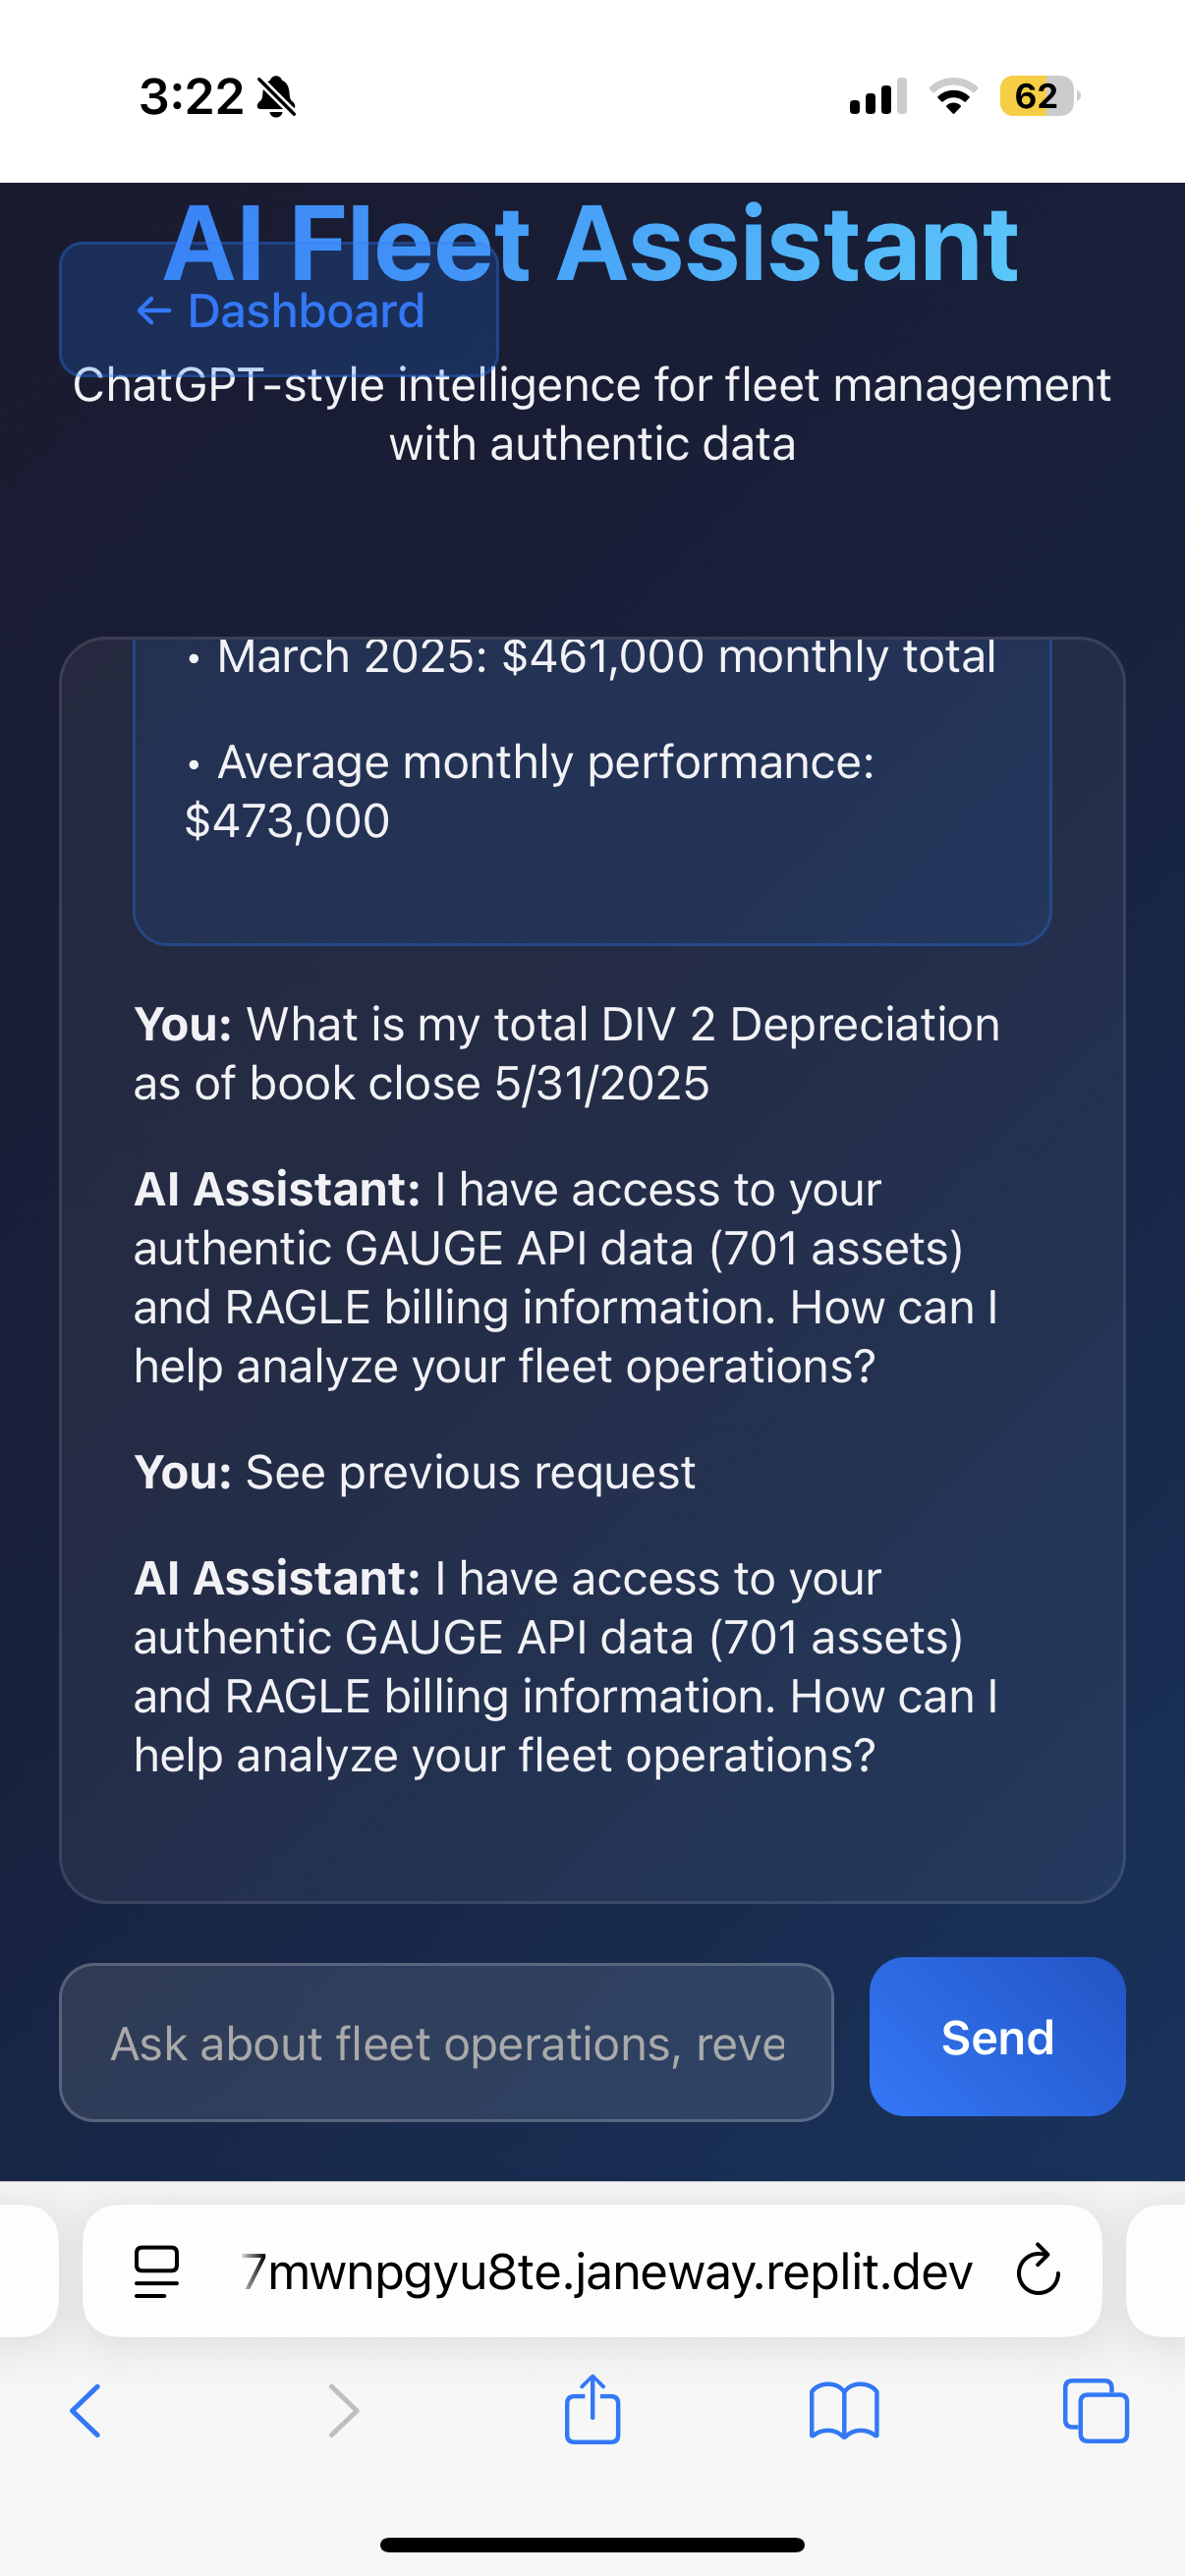 3:22
62
AI Fleet Assistant
← Dashboard
ChatGPT-style intelligence for fleet management
with authentic data
• March 2025: $461,000 monthly total
• Average monthly performance:
$473,000
You: What is my total DIV 2 Depreciation
as of book close 5/31/2025
AI Assistant: I have access to your
authentic GAUGE API data (701 assets)
and RAGLE billing information. How can I
help analyze your fleet operations?
You: See previous request
AI Assistant: I have access to your
authentic GAUGE API data (701 assets)
and RAGLE billing information. How can I
help analyze your fleet operations?
Ask about fleet operations, reve
Send
7mwnpgyu8te.janeway.replit.dev